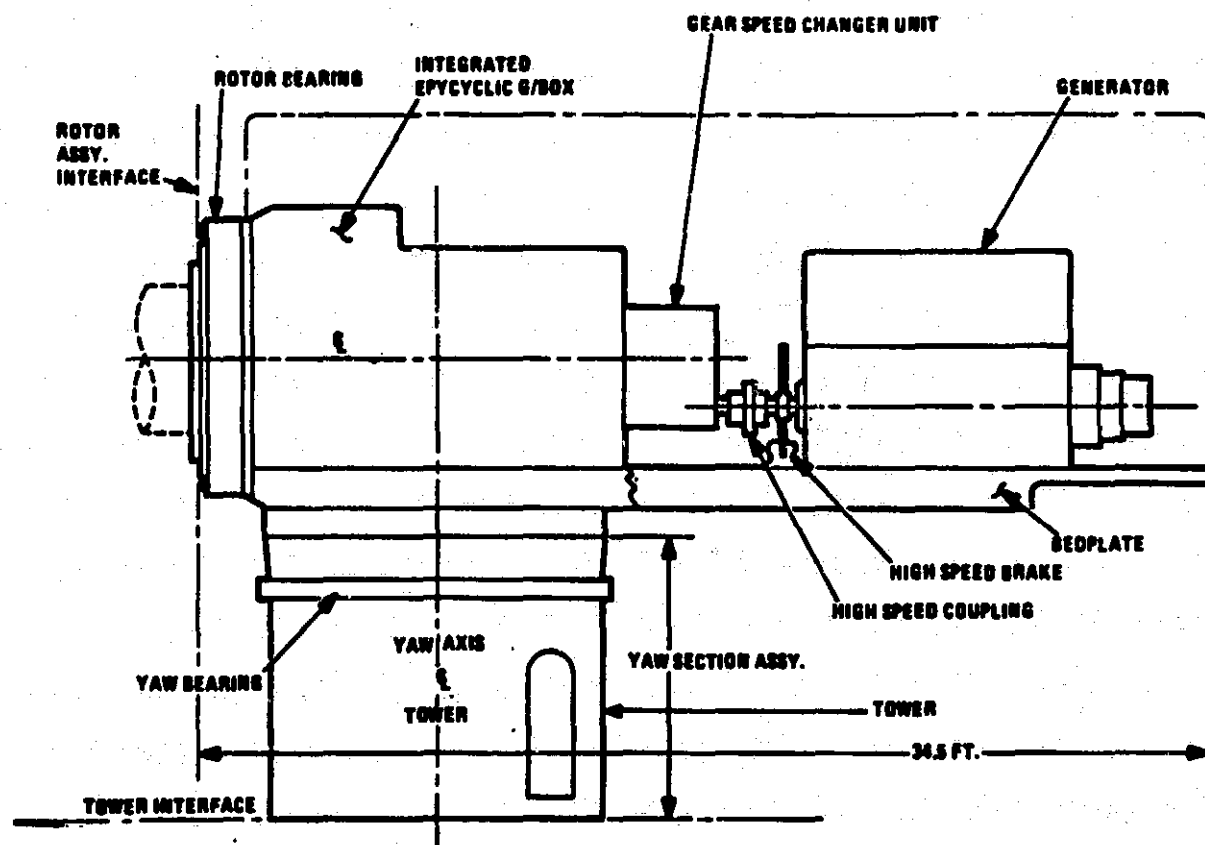 GEAR SPEED CHANGER UNIT
ROTOR BEARING
INTEGRATED
EPYCYCLIC G/BOX
GENERATOR
ROTOR
ASSY.
INTERFACE
℄
BEDPLATE
HIGH SPEED BRAKE
HIGH SPEED COUPLING
YAW AXIS
℄
TOWER
YAW SECTION ASSY.
YAW BEARING
TOWER
34.5 FT.
TOWER INTERFACE